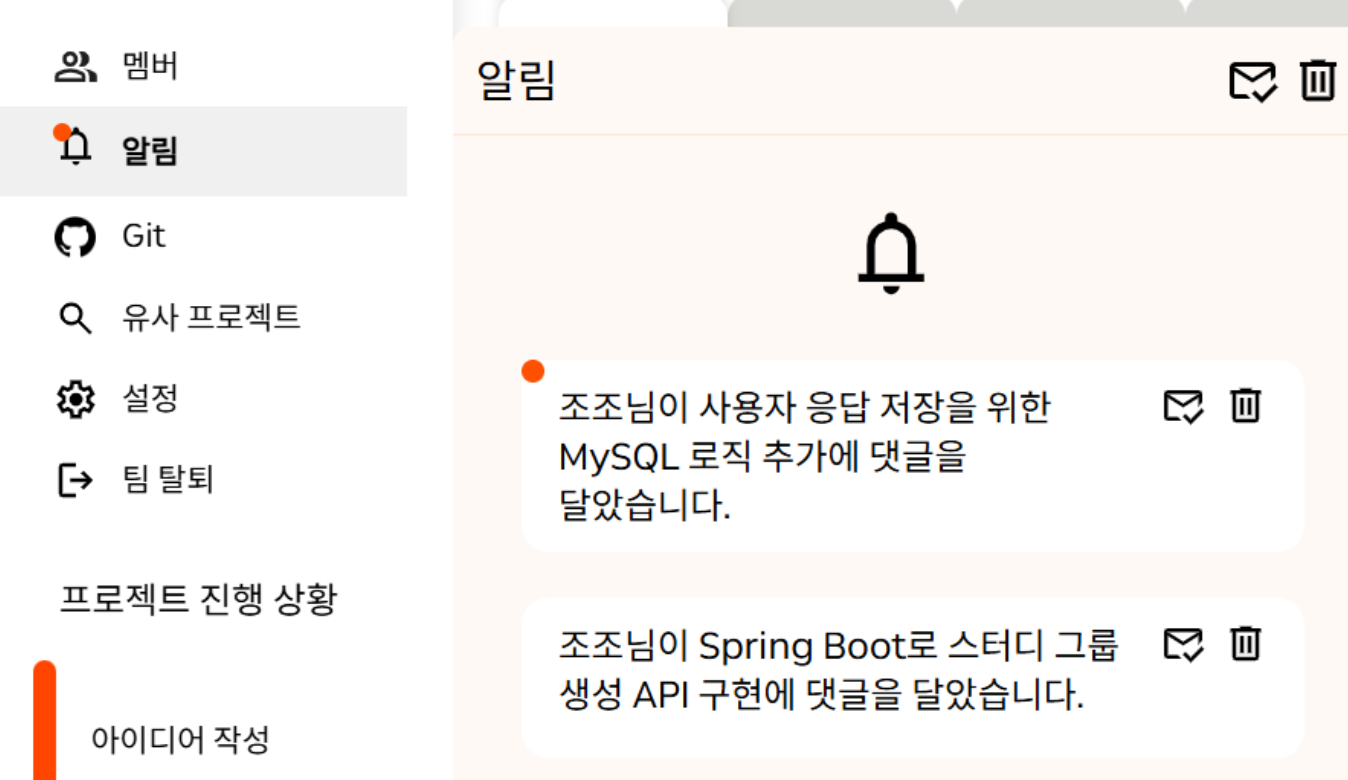 멤버
알림
Git
유사 프로젝트
설정
팀 탈퇴
프로젝트 진행 상황
아이디어 작성
알림
조조님이 사용자 응답 저장을 위한
MySQL 로직 추가에 댓글을
달았습니다.
조조님이 Spring Boot로 스터디 그룹
생성 API 구현에 댓글을 달았습니다.